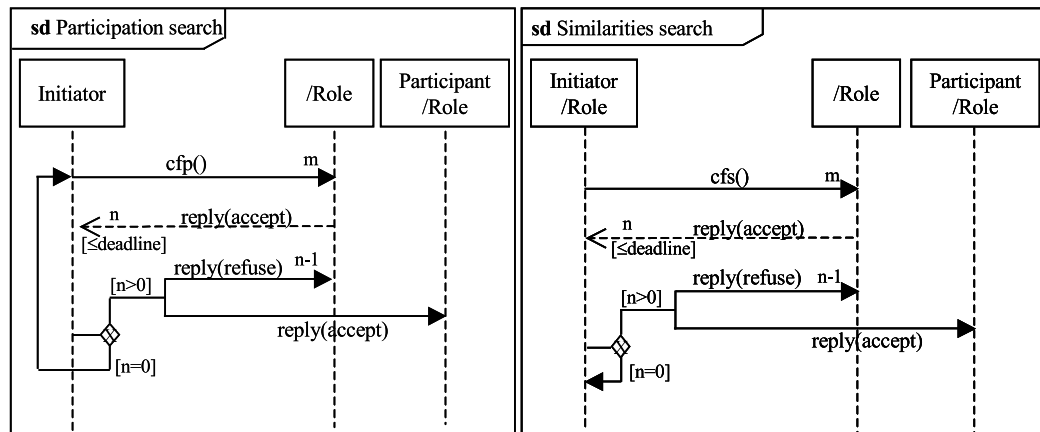 sd Participation search
Initiator
/Role
Participant
/Role
cfp()
m
n
reply(accept)
[≤deadline]
reply(refuse)
n-1
[n>0]
reply(accept)
[n=0]
sd Similarities search
Initiator
/Role
/Role
Participant
/Role
cfs()
m
n
reply(accept)
[≤deadline]
reply(refuse)
n-1
[n>0]
reply(accept)
[n=0]